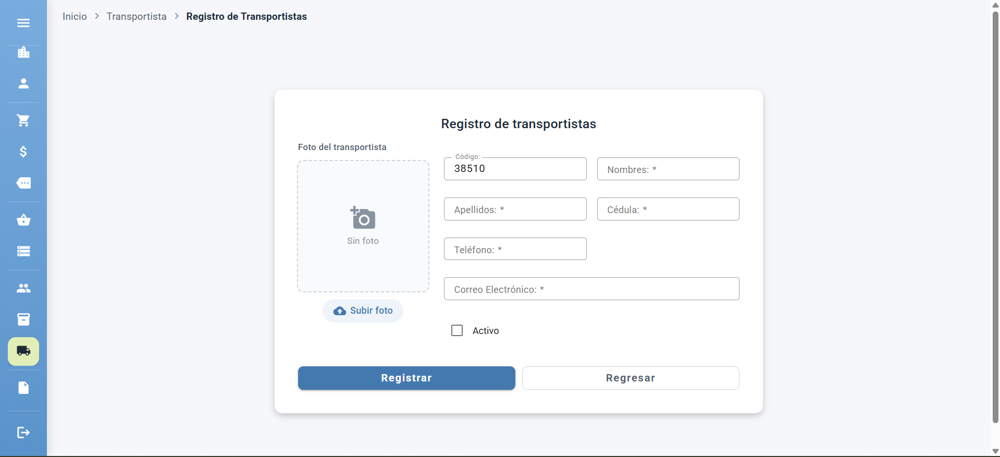 Inicio > Transportista > Registro de Transportistas
Registro de transportistas
Foto del transportista
Sin foto
Subir foto
Código:
38510
Nombres: *
Apellidos: *
Cédula: *
Teléfono: *
Correo Electrónico: *
Activo
Registrar
Regresar